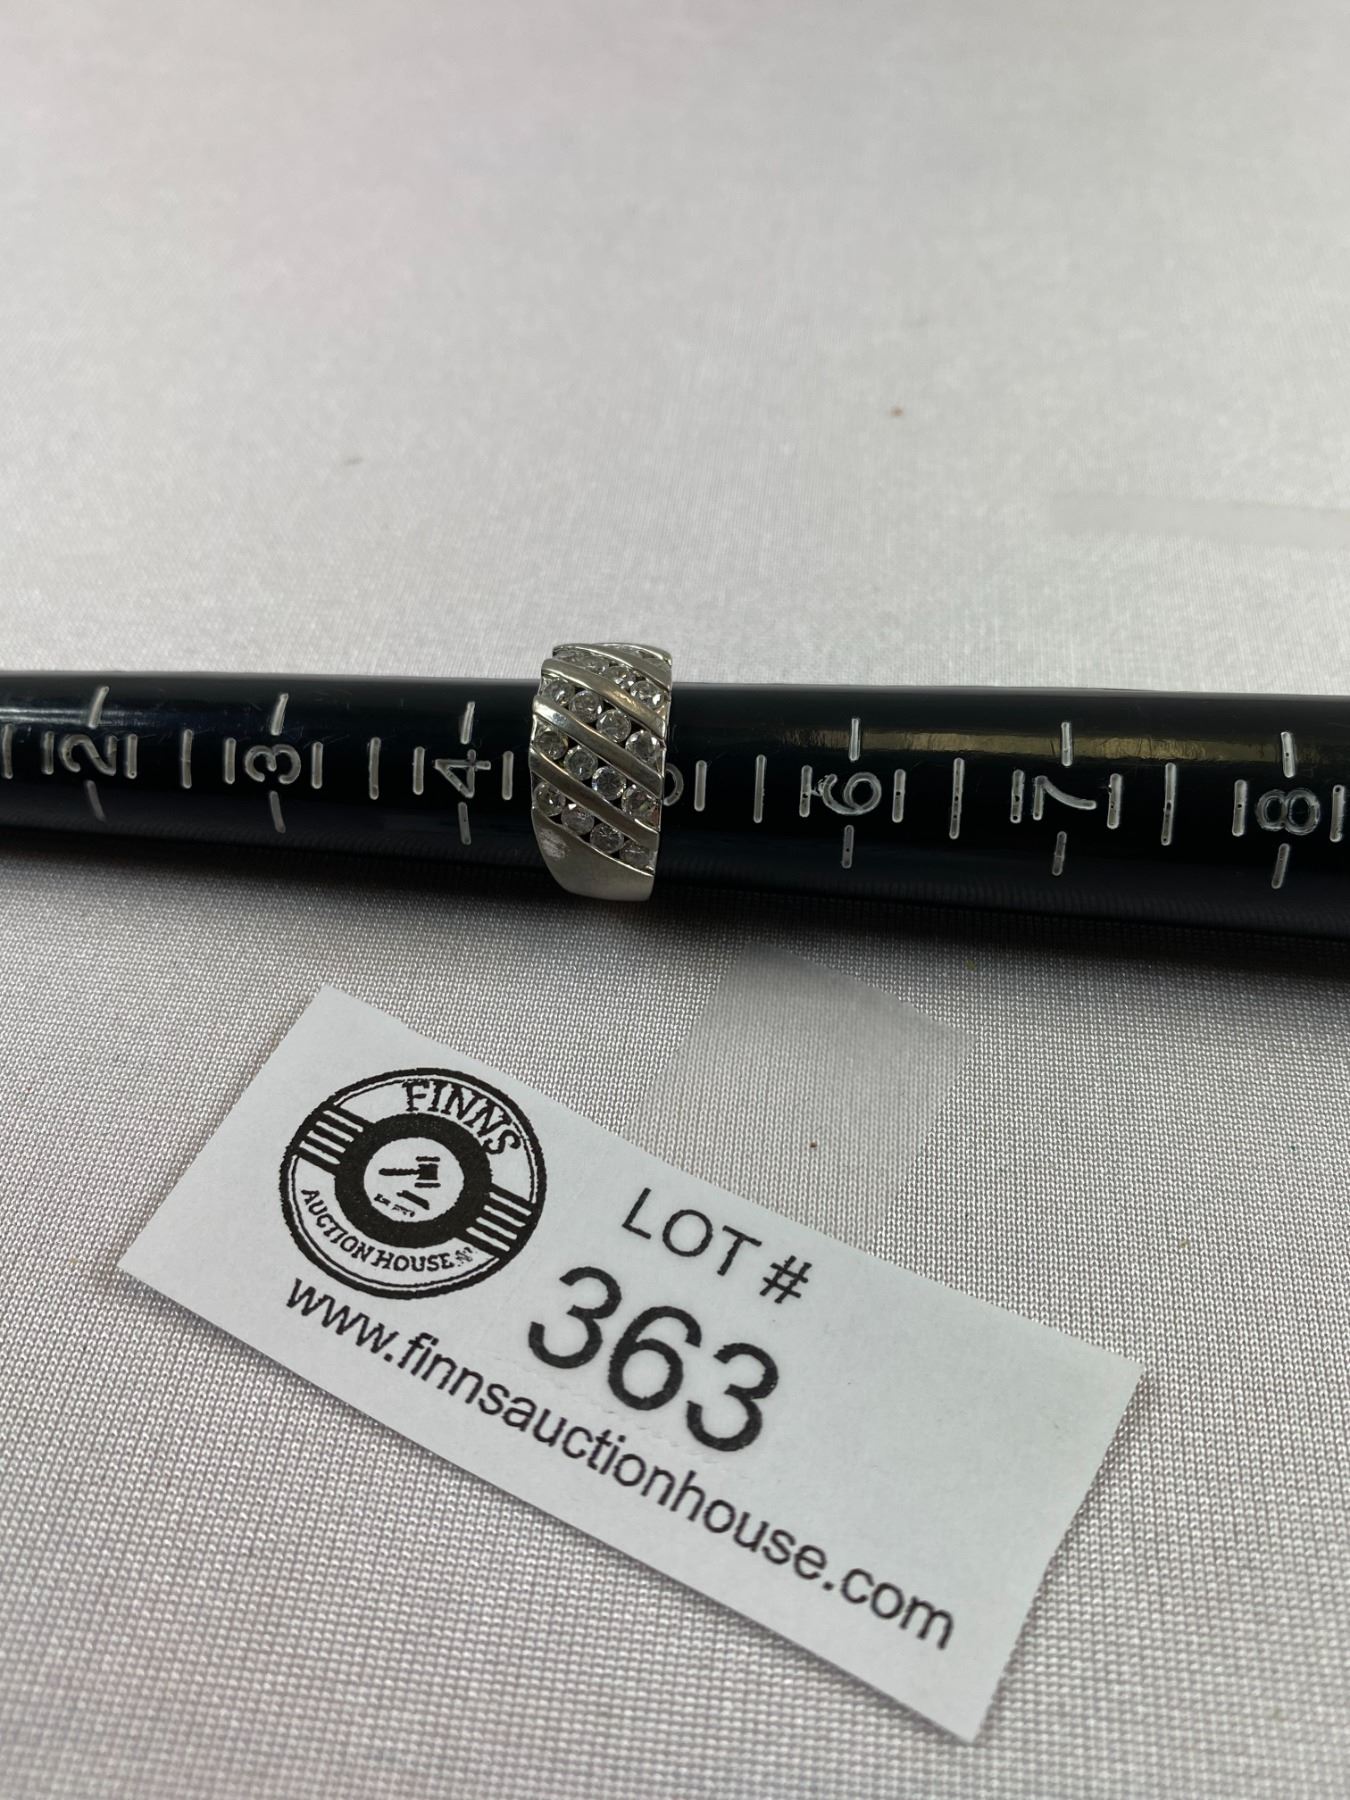 2 3 4 6 7 8
FINNS
AUCTION HOUSE
LOT #
363
www.finnsauctionhouse.com